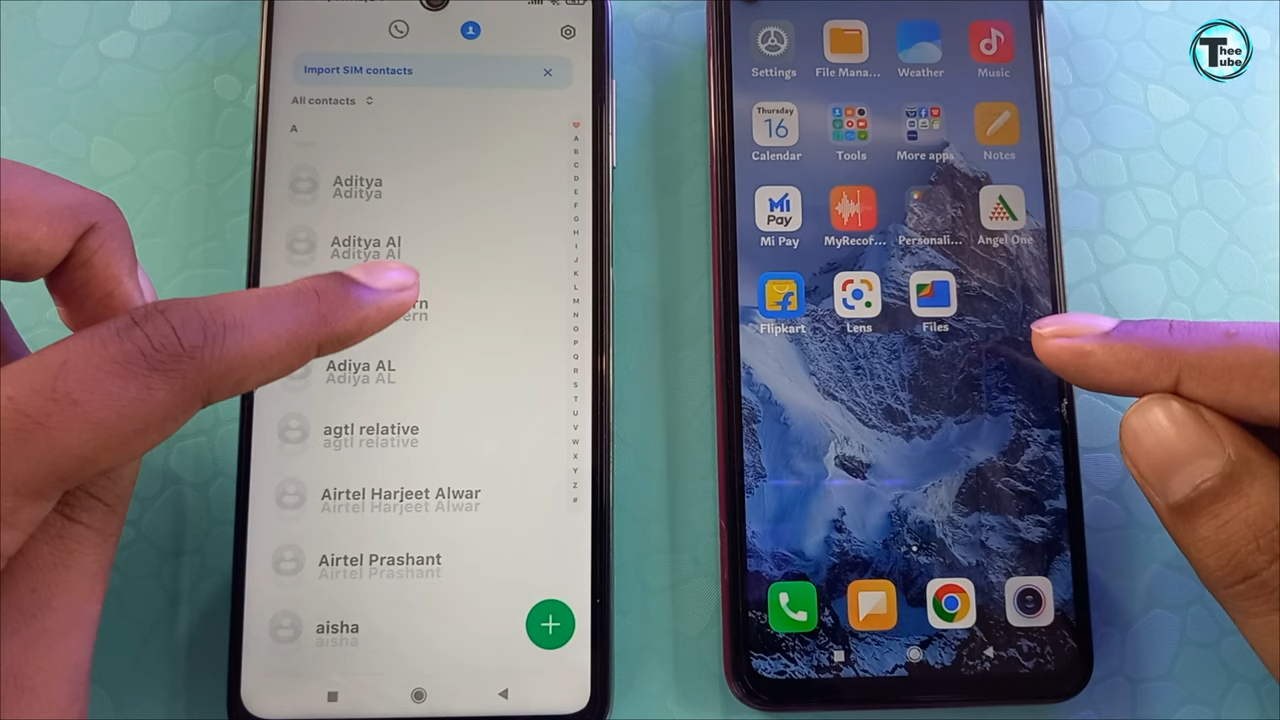 Import SIM contacts
All contacts
A
Aditya
Aditya
Aditya Al
Aditya Al
Adiya AL
Adiya AL
agtl relative
agtl relative
Airtel Harjeet Alwar
Airtel Harjeet Alwar
Airtel Prashant
Airtel Prashant
aisha
aisha
A
B
C
D
E
F
G
H
I
J
K
L
M
N
O
P
Q
R
S
T
U
V
W
X
Y
Z
#
Settings
File Mana...
Weather
Music
Thursday
16
Calendar
Tools
More apps
Notes
Mi
Pay
Mi Pay
MyRecor...
Personali...
Angel One
Flipkart
Lens
Files
Thee
Tube